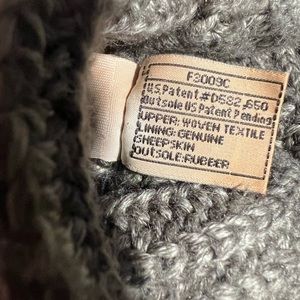 F3009C
U.S.Patent #D582,650
Outsole US Patent Pending
UPPER: WOVEN TEXTILE
LINING: GENUINE
SHEEPSKIN
OUTSOLE: RUBBER